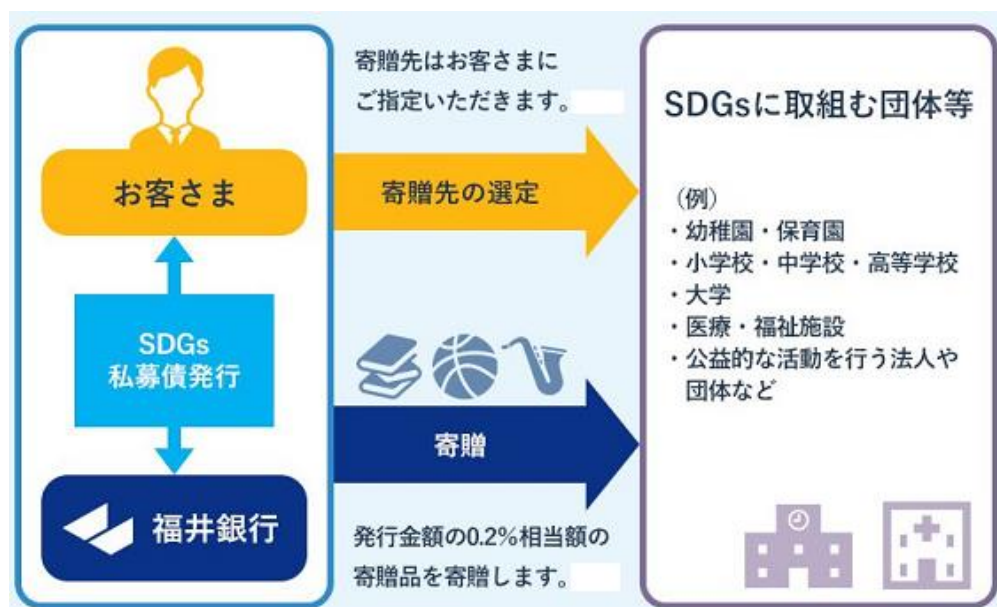 お客さま
SDGs
私募債発行
福井銀行
寄贈先はお客さまに
ご指定いただきます。
寄贈先の選定
寄贈
発行金額の0.2%相当額の
寄贈品を寄贈します。
SDGsに取組む団体等
（例）
・幼稚園・保育園
・小学校・中学校・高等学校
・大学
・医療・福祉施設
・公益的な活動を行う法人や
団体など